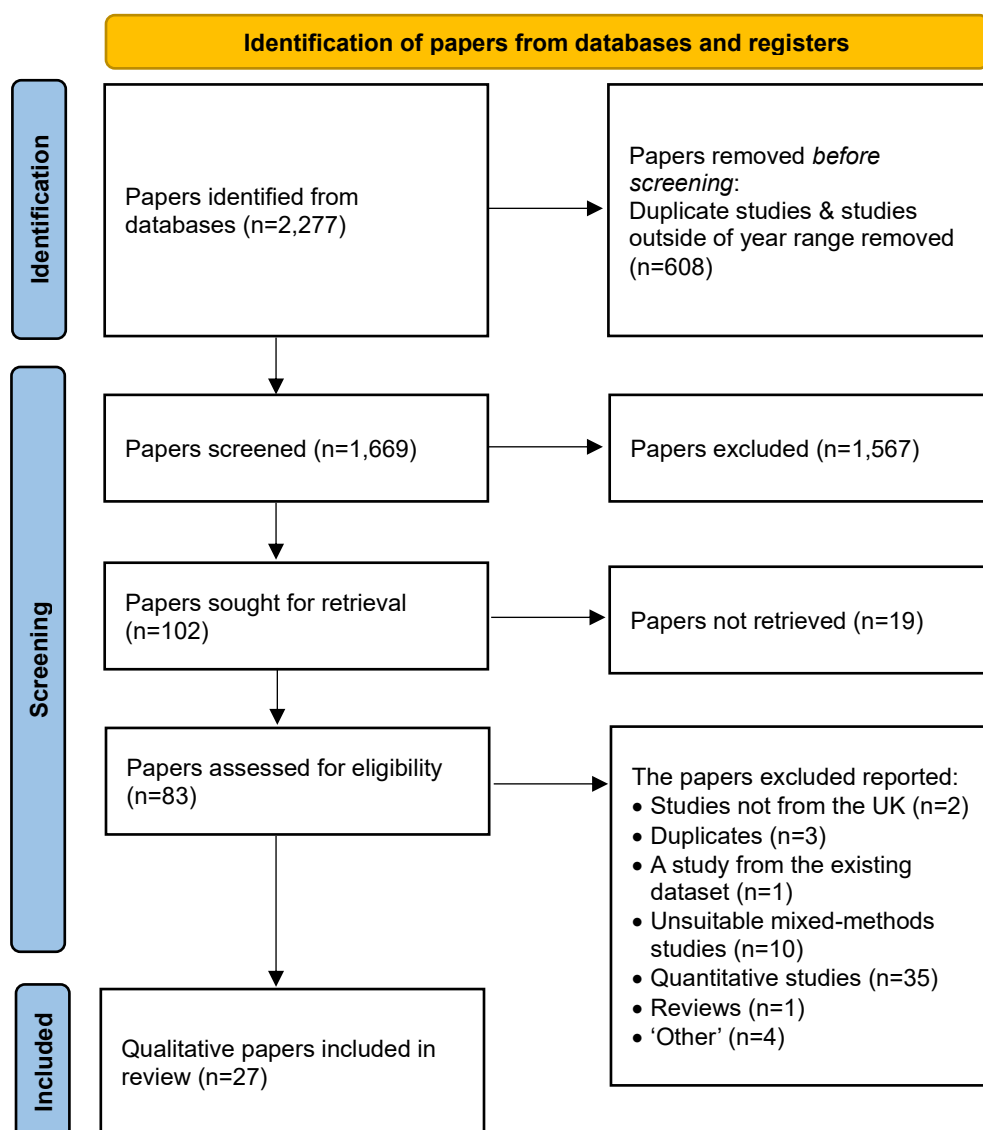 Identification of papers from databases and registers
Identification
Papers identified from
databases (n=2,277)
Papers removed before
screening:
Duplicate studies & studies
outside of year range removed
(n=608)
Screening
Papers screened (n=1,669)
Papers excluded (n=1,567)
Papers sought for retrieval
(n=102)
Papers not retrieved (n=19)
Papers assessed for eligibility
(n=83)
The papers excluded reported:
• Studies not from the UK (n=2)
• Duplicates (n=3)
• A study from the existing
dataset (n=1)
• Unsuitable mixed-methods
studies (n=10)
• Quantitative studies (n=35)
• Reviews (n=1)
• ‘Other’ (n=4)
Included
Qualitative papers included in
review (n=27)